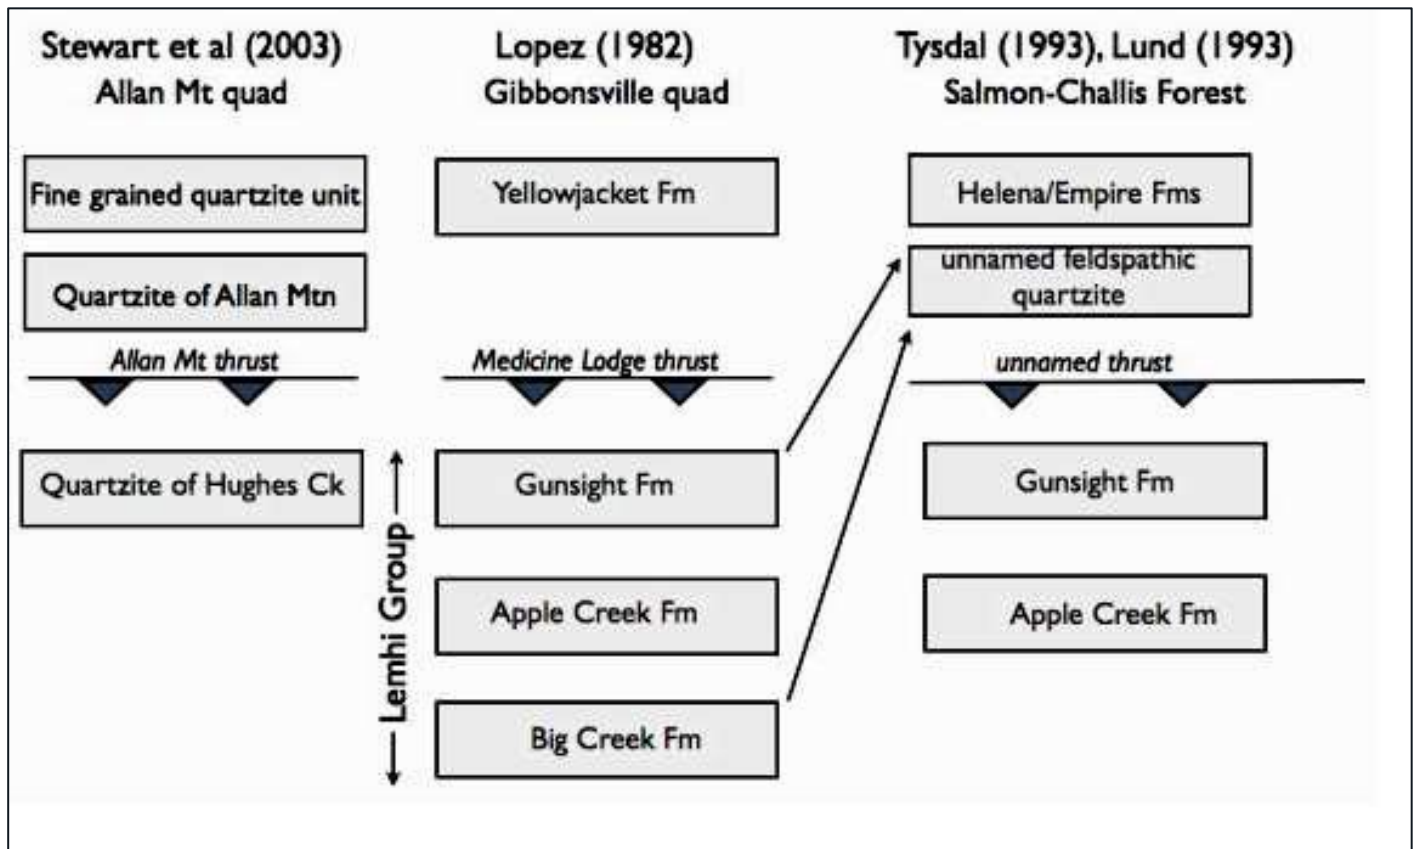 Stewart et al (2003)
Allan Mt quad
Fine grained quartzite unit
Quartzite of Allan Mtn
Allan Mt thrust
Quartzite of Hughes Ck
Lemhi Group
Lopez (1982)
Gibbonsville quad
Yellowjacket Fm
Medicine Lodge thrust
Gunsight Fm
Apple Creek Fm
Big Creek Fm
Tysdal (1993), Lund (1993)
Salmon-Challis Forest
Helena/Empire Fms
unnamed feldspathic
quartzite
unnamed thrust
Gunsight Fm
Apple Creek Fm